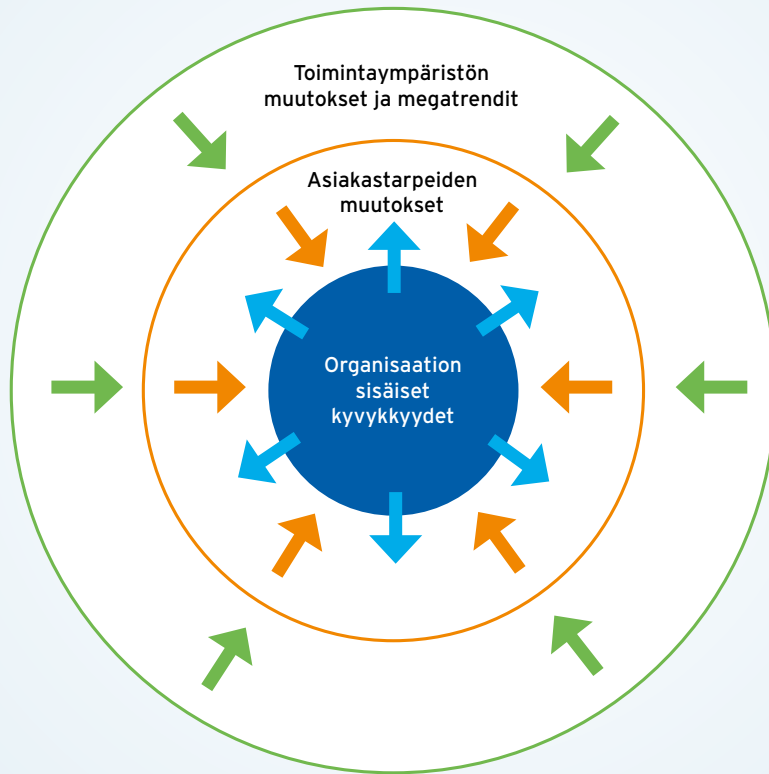 Toimintaympäristön
muutokset ja megatrendit
Asiakastarpeiden
muutokset
Organisaation
sisäiset
kyvykkyydet